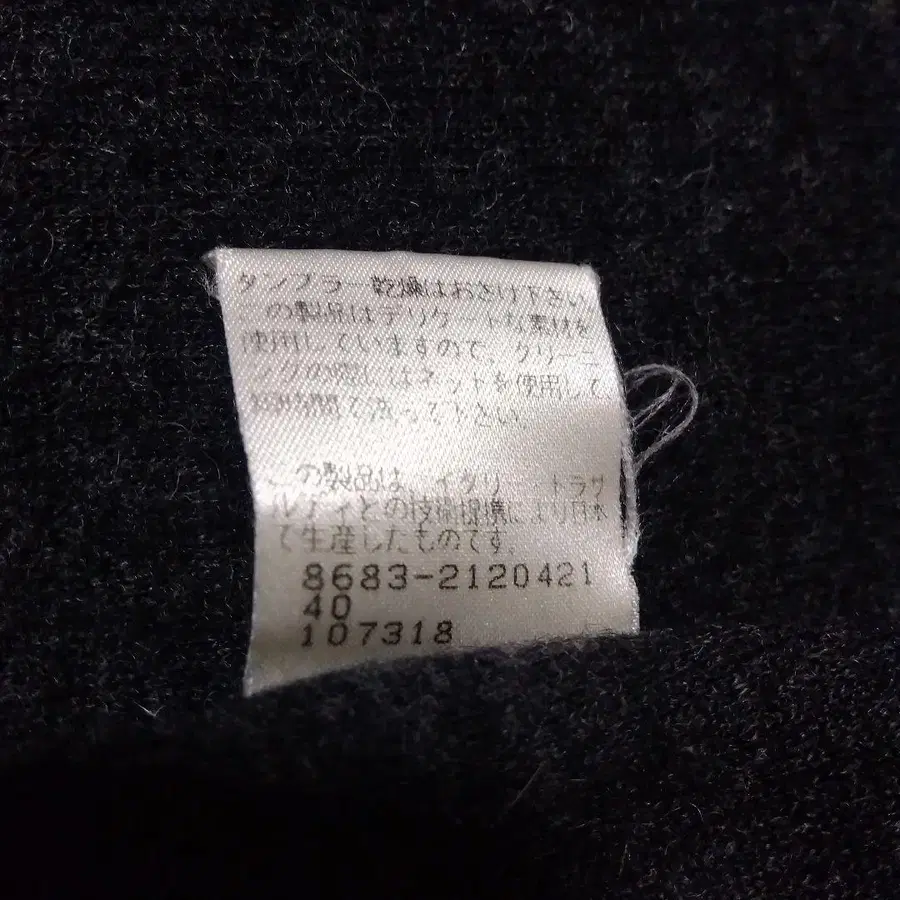 タンブラー乾燥はおさけ下さい
この製品はデリケートな素材を
使用していますので、クリーニ
ングの際にはネットを使用して
短時間で洗って下さい。
この製品は イタリー トラサ
ルディとの技術提携により日本
で生産したものです。
8683-2120421
40
107318